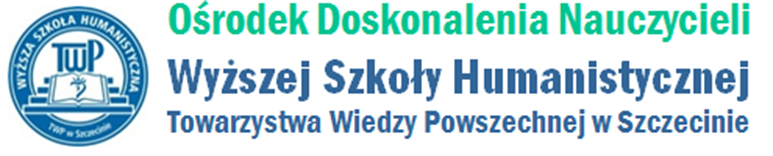 WYŻSZA SZKOŁA HUMANISTYCZNA
TWP
TWP w Szczecinie
Ośrodek Doskonalenia Nauczycieli
Wyższej Szkoły Humanistycznej
Towarzystwa Wiedzy Powszechnej w Szczecinie